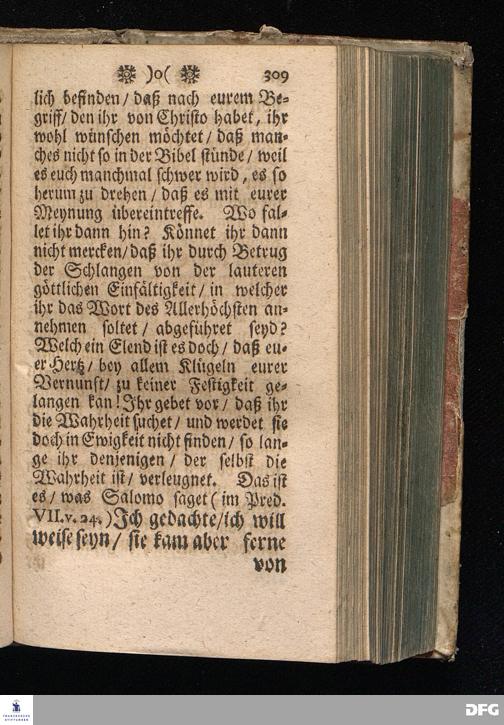 )o( 309
lich befinden / daß nach eurem Be-
griff / den ihr von Christo habet, ihr
wohl wünschen möchtet / daß man-
ches nicht so in der Bibel stünde / weil
es euch manchmal schwer wird, es so
herum zu drehen / daß es mit eurer
Meynung übereintreffe. Wo fal-
let ihr dann hin? Könnet ihr dann
nicht mercken / daß ihr durch Betrug
der Schlangen von der lauteren
göttlichen Einfältigkeit / in welcher
ihr das Wort des Allerhöchsten an-
nehmen soltet / abgeführet seyd?
Welch ein Elend ist es doch / daß eu-
er Hertz / bey allem Klügeln eurer
Vernunft / zu keiner Festigkeit ge-
langen kan! Ihr gebet vor / daß ihr
die Wahrheit suchet / und werdet sie
doch in Ewigkeit nicht finden / so lan-
ge ihr denjenigen / der selbst die
Wahrheit ist / verleugnet. Das ist
es / was Salomo saget (im Pred.
VII. v. 24.) Ich gedachte / ich will
weise seyn / sie kam aber ferne
von
FRANCKESCHE
STIFTUNGEN
DFG